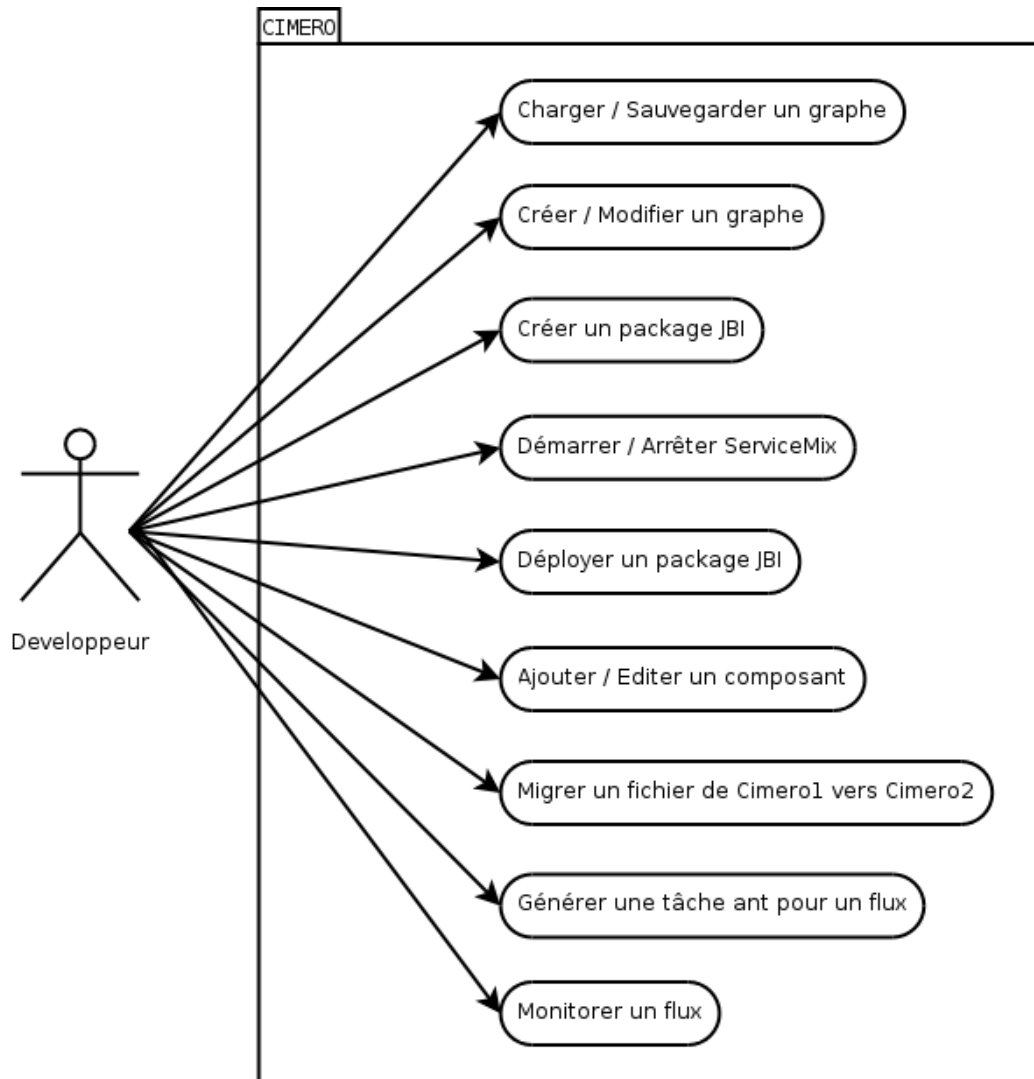 CIMERO
Charger / Sauvegarder un graphe
Créer / Modifier un graphe
Créer un package JBI
Démarrer / Arrêter ServiceMix
Déployer un package JBI
Developpeur
Ajouter / Editer un composant
Migrer un fichier de Cimero1 vers Cimero2
Générer une tâche ant pour un flux
Monitorer un flux